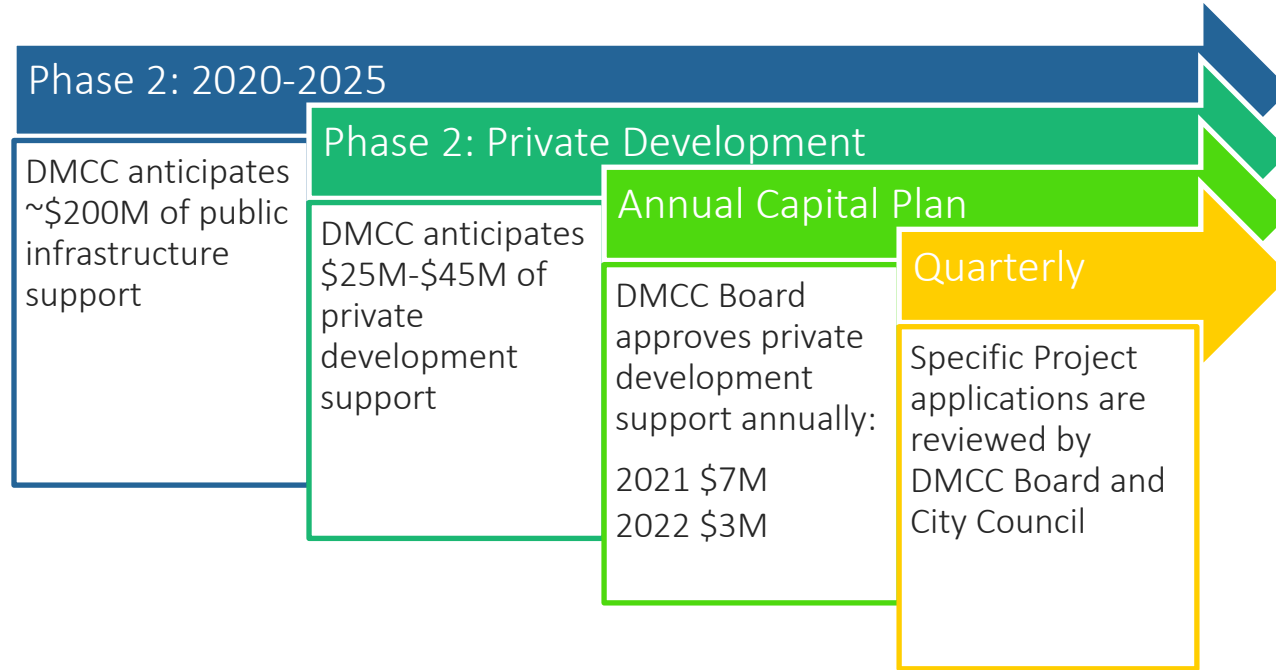 Phase 2: 2020-2025
DMCC anticipates
~$200M of public
infrastructure
support
Phase 2: Private Development
DMCC anticipates
$25M-$45M of
private
development
support
Annual Capital Plan
DMCC Board
approves private
development
support annually:
2021 $7M
2022 $3M
Quarterly
Specific Project
applications are
reviewed by
DMCC Board and
City Council